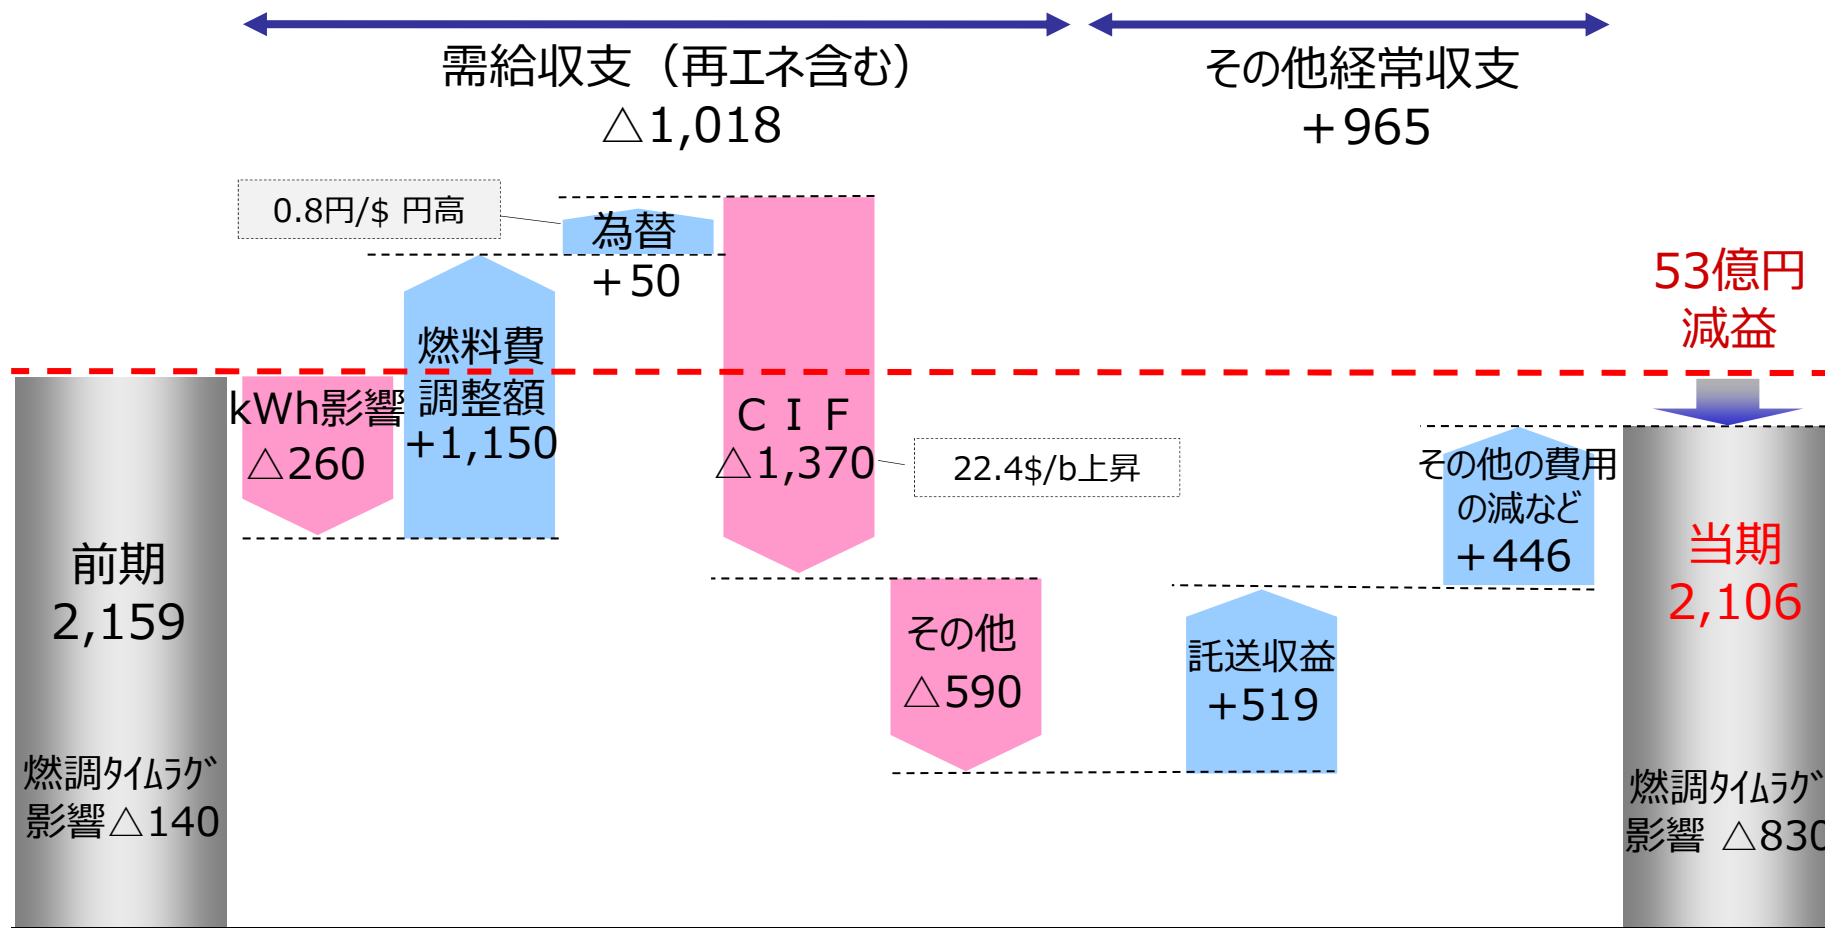 需給収支（再エネ含む）
△1,018
その他経常収支
＋965
0.8円/$ 円高
為替
＋50
53億円
減益
燃料費
調整額
+1,150
kWh影響
△260
ＣＩＦ
△1,370
22.4$/b上昇
その他の費用
の減など
＋446
前期
2,159
当期
2,106
その他
△590
託送収益
+519
燃調ﾀｲﾑﾗｸﾞ
影響△140
燃調ﾀｲﾑﾗｸﾞ
影響 △830